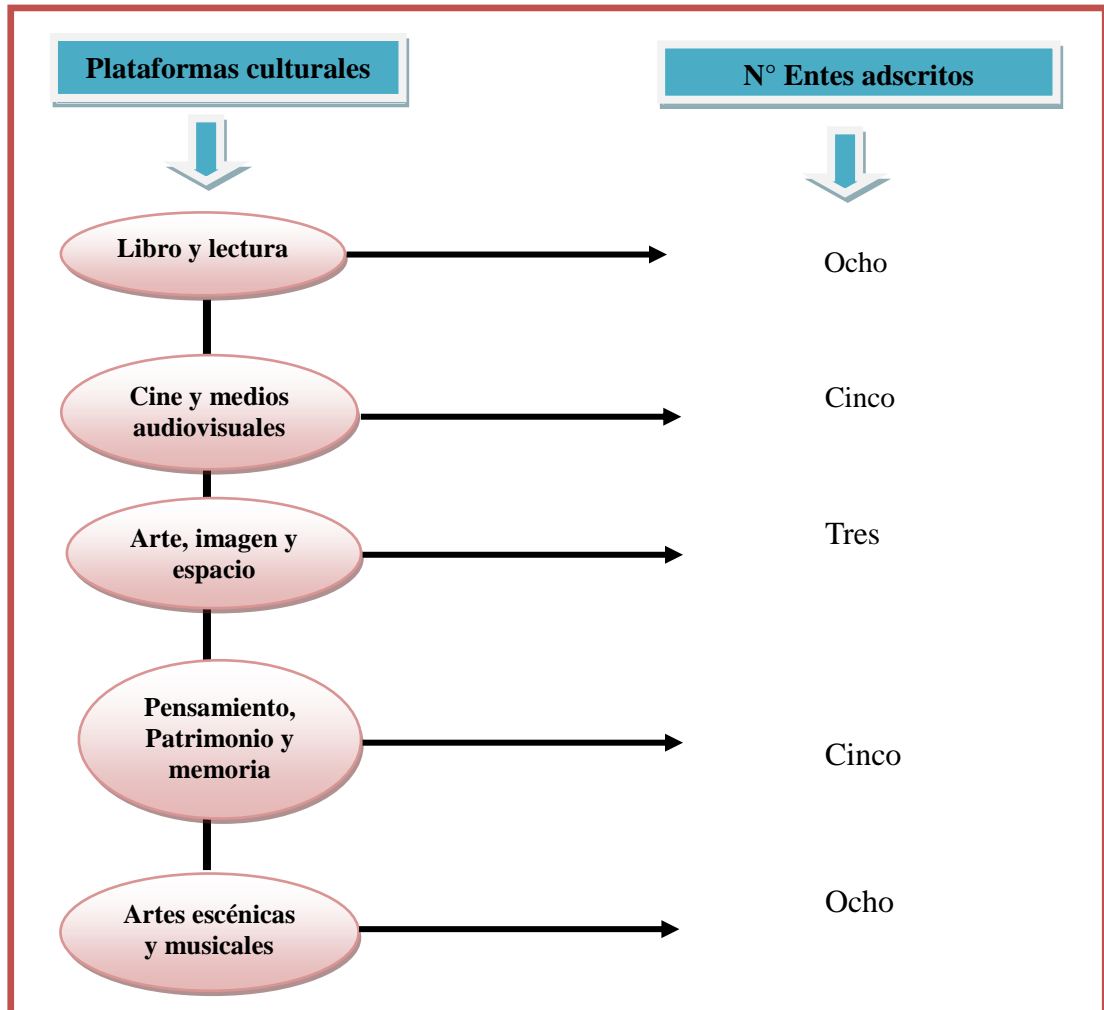 Plataformas culturales
N° Entes adscritos
Libro y lectura
Ocho
Cine y medios
audiovisuales
Cinco
Arte, imagen y
espacio
Tres
Pensamiento,
Patrimonio y
memoria
Cinco
Artes escénicas
y musicales
Ocho